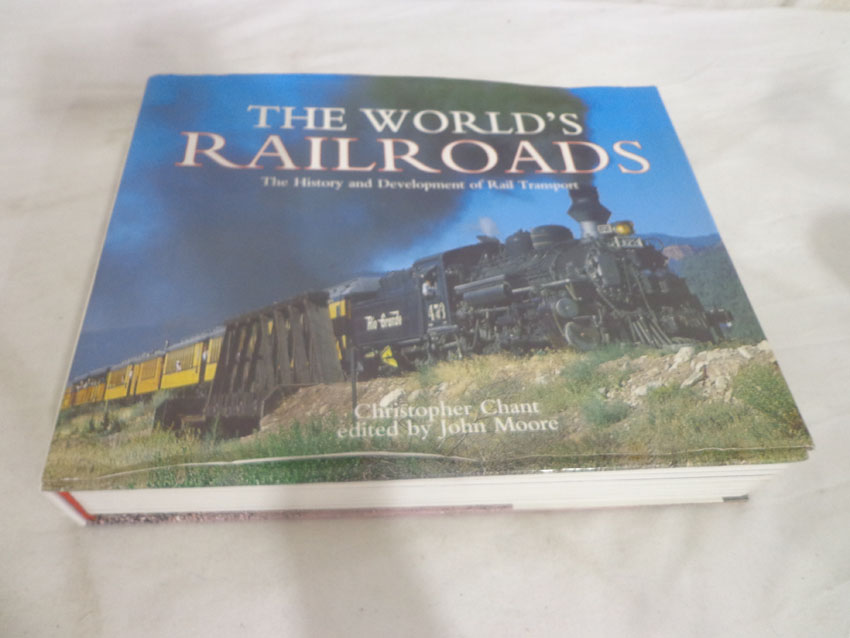 THE WORLD'S
RAILROADS
The History and Development of Rail Transport
Rio Grande
473
473
Christopher Chant
edited by John Moore